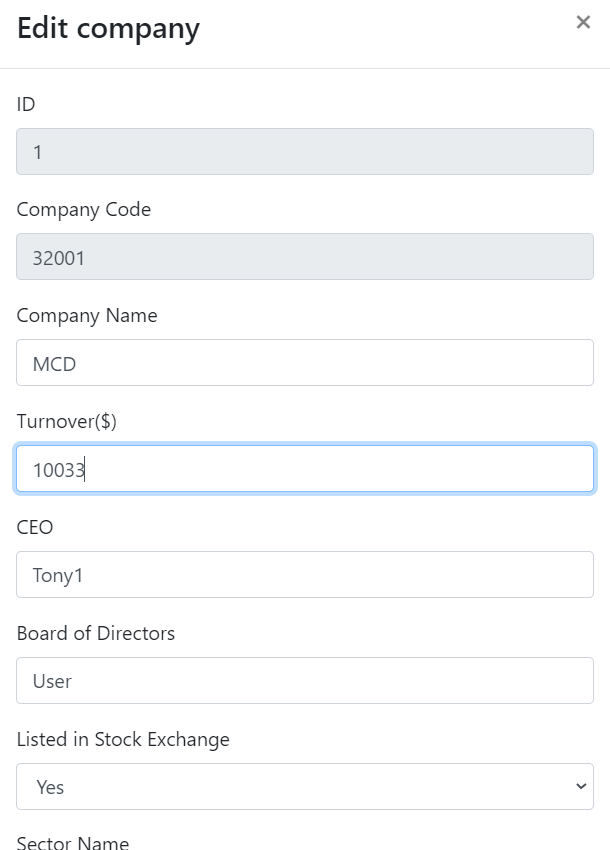 Edit company
×
ID
1
Company Code
32001
Company Name
MCD
Turnover($)
10033
CEO
Tony1
Board of Directors
User
Listed in Stock Exchange
Yes
Sector Name